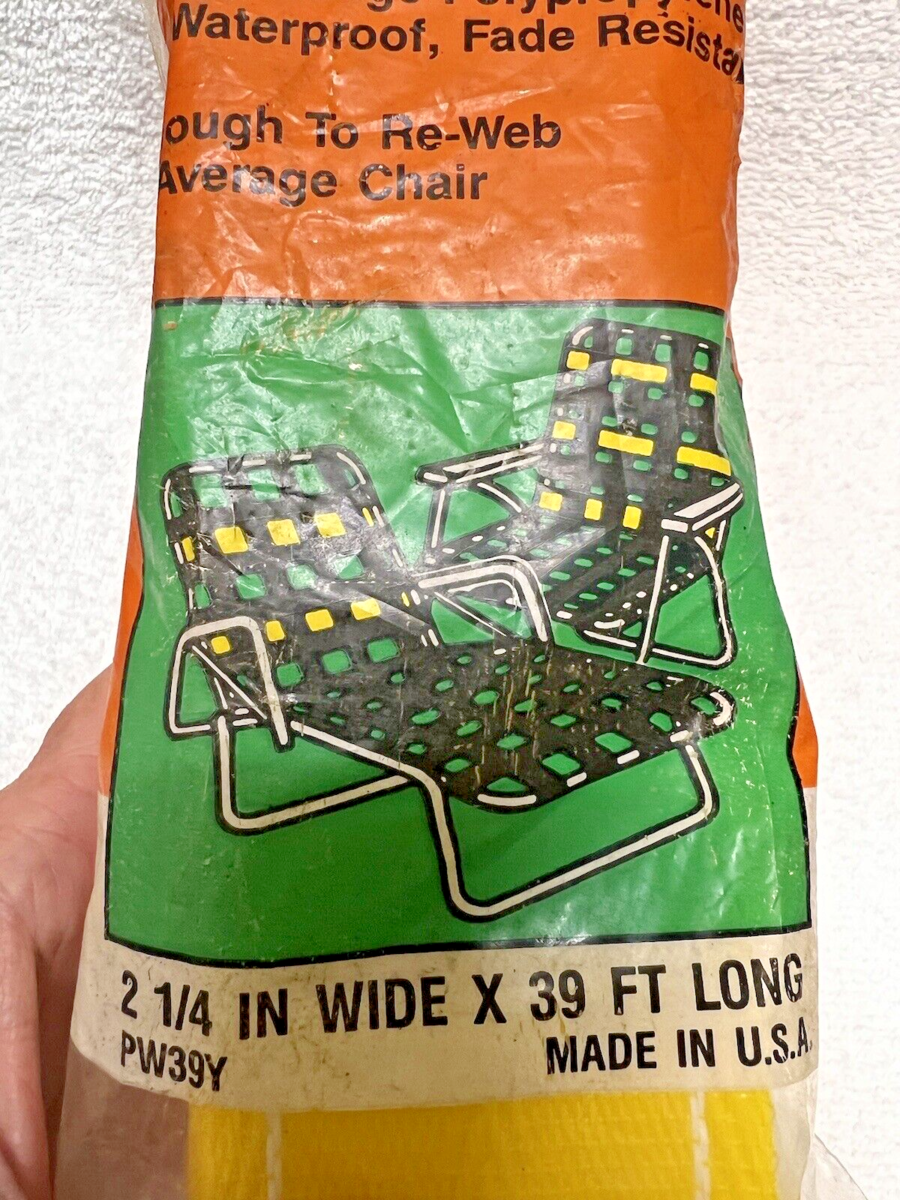 Waterproof, Fade Resista
ough To Re-Web
Average Chair
2 1/4 IN WIDE X 39 FT LONG
PW39Y
MADE IN U.S.A.